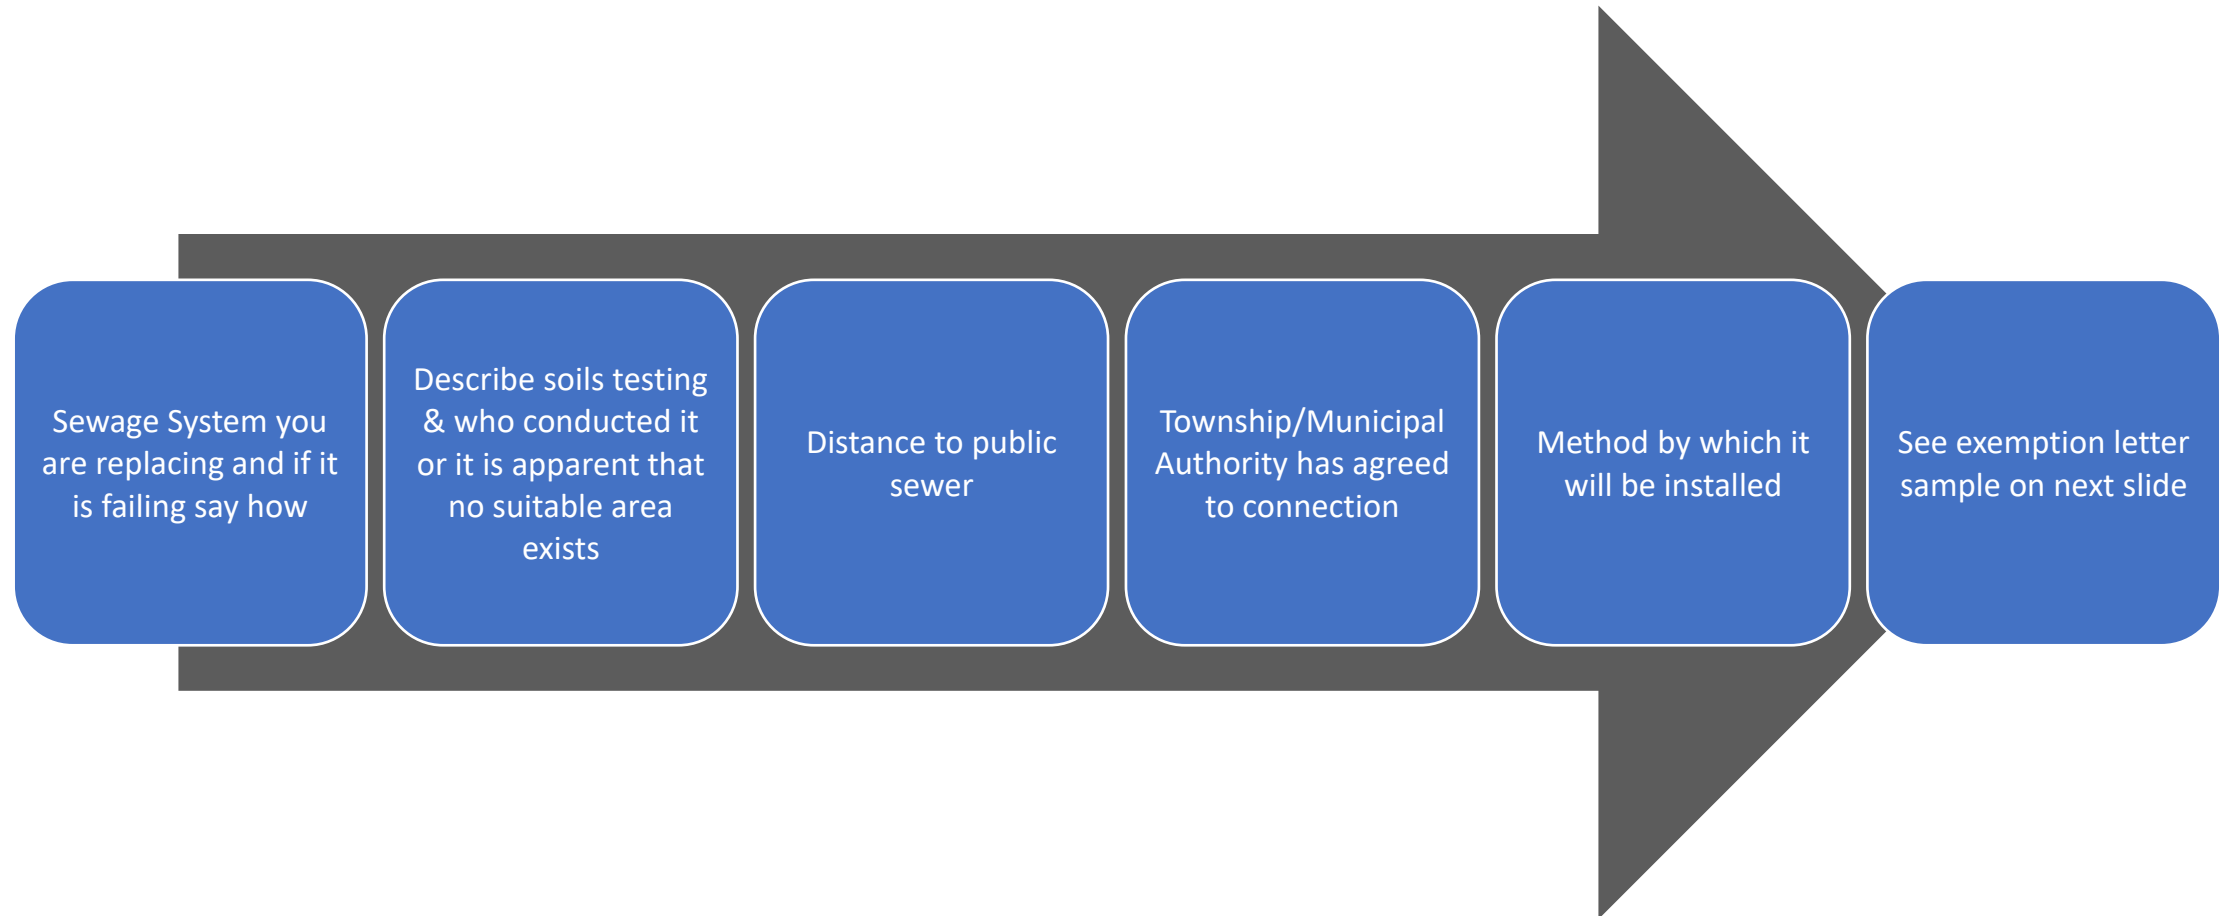 Sewage System you
are replacing and if it
is failing say how
Describe soils testing
& who conducted it
or it is apparent that
no suitable area
exists
Distance to public
sewer
Township/Municipal
Authority has agreed
to connection
Method by which it
will be installed
See exemption letter
sample on next slide